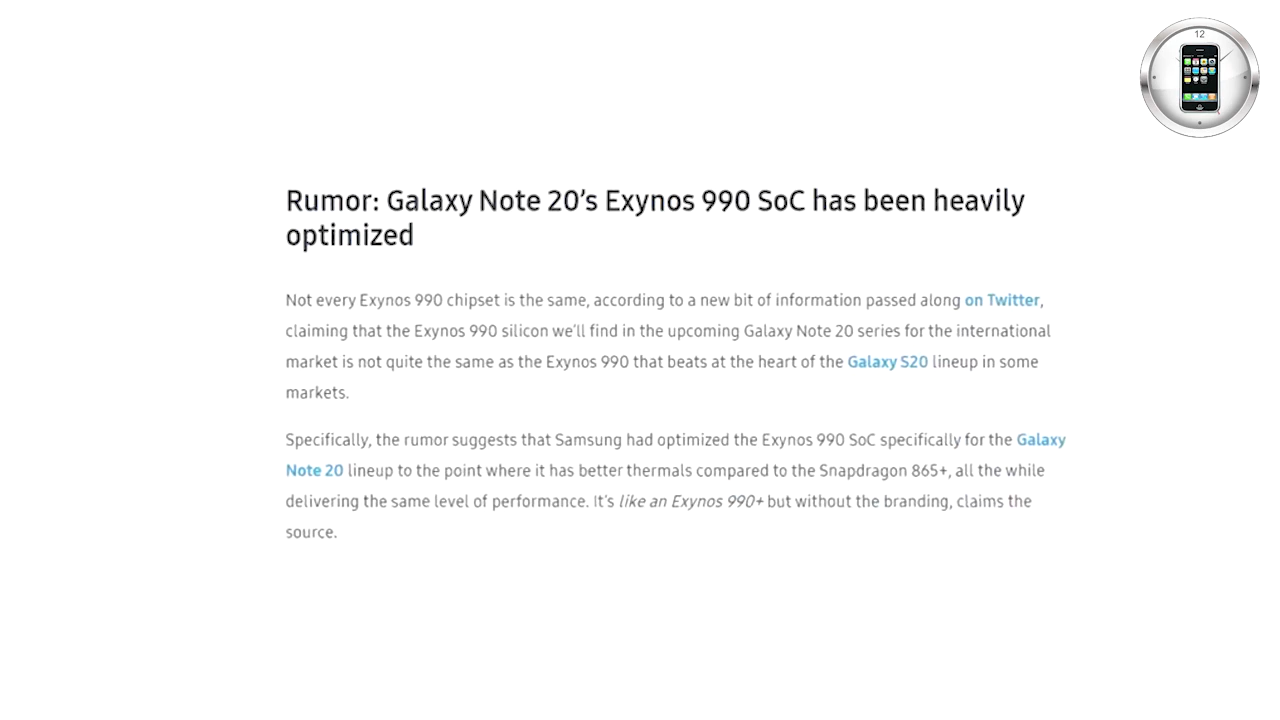 12
Rumor: Galaxy Note 20's Exynos 990 SoC has been heavily
optimized
Not every Exynos 990 chipset is the same, according to a new bit of information passed along on Twitter,
claiming that the Exynos 990 silicon we'll find in the upcoming Galaxy Note 20 series for the international
market is not quite the same as the Exynos 990 that beats at the heart of the Galaxy S20 lineup in some
markets.
Specifically, the rumor suggests that Samsung had optimized the Exynos 990 SoC specifically for the Galaxy
Note 20 lineup to the point where it has better thermals compared to the Snapdragon 865+, all the while
delivering the same level of performance. It's like an Exynos 990+ but without the branding, claims the
source.